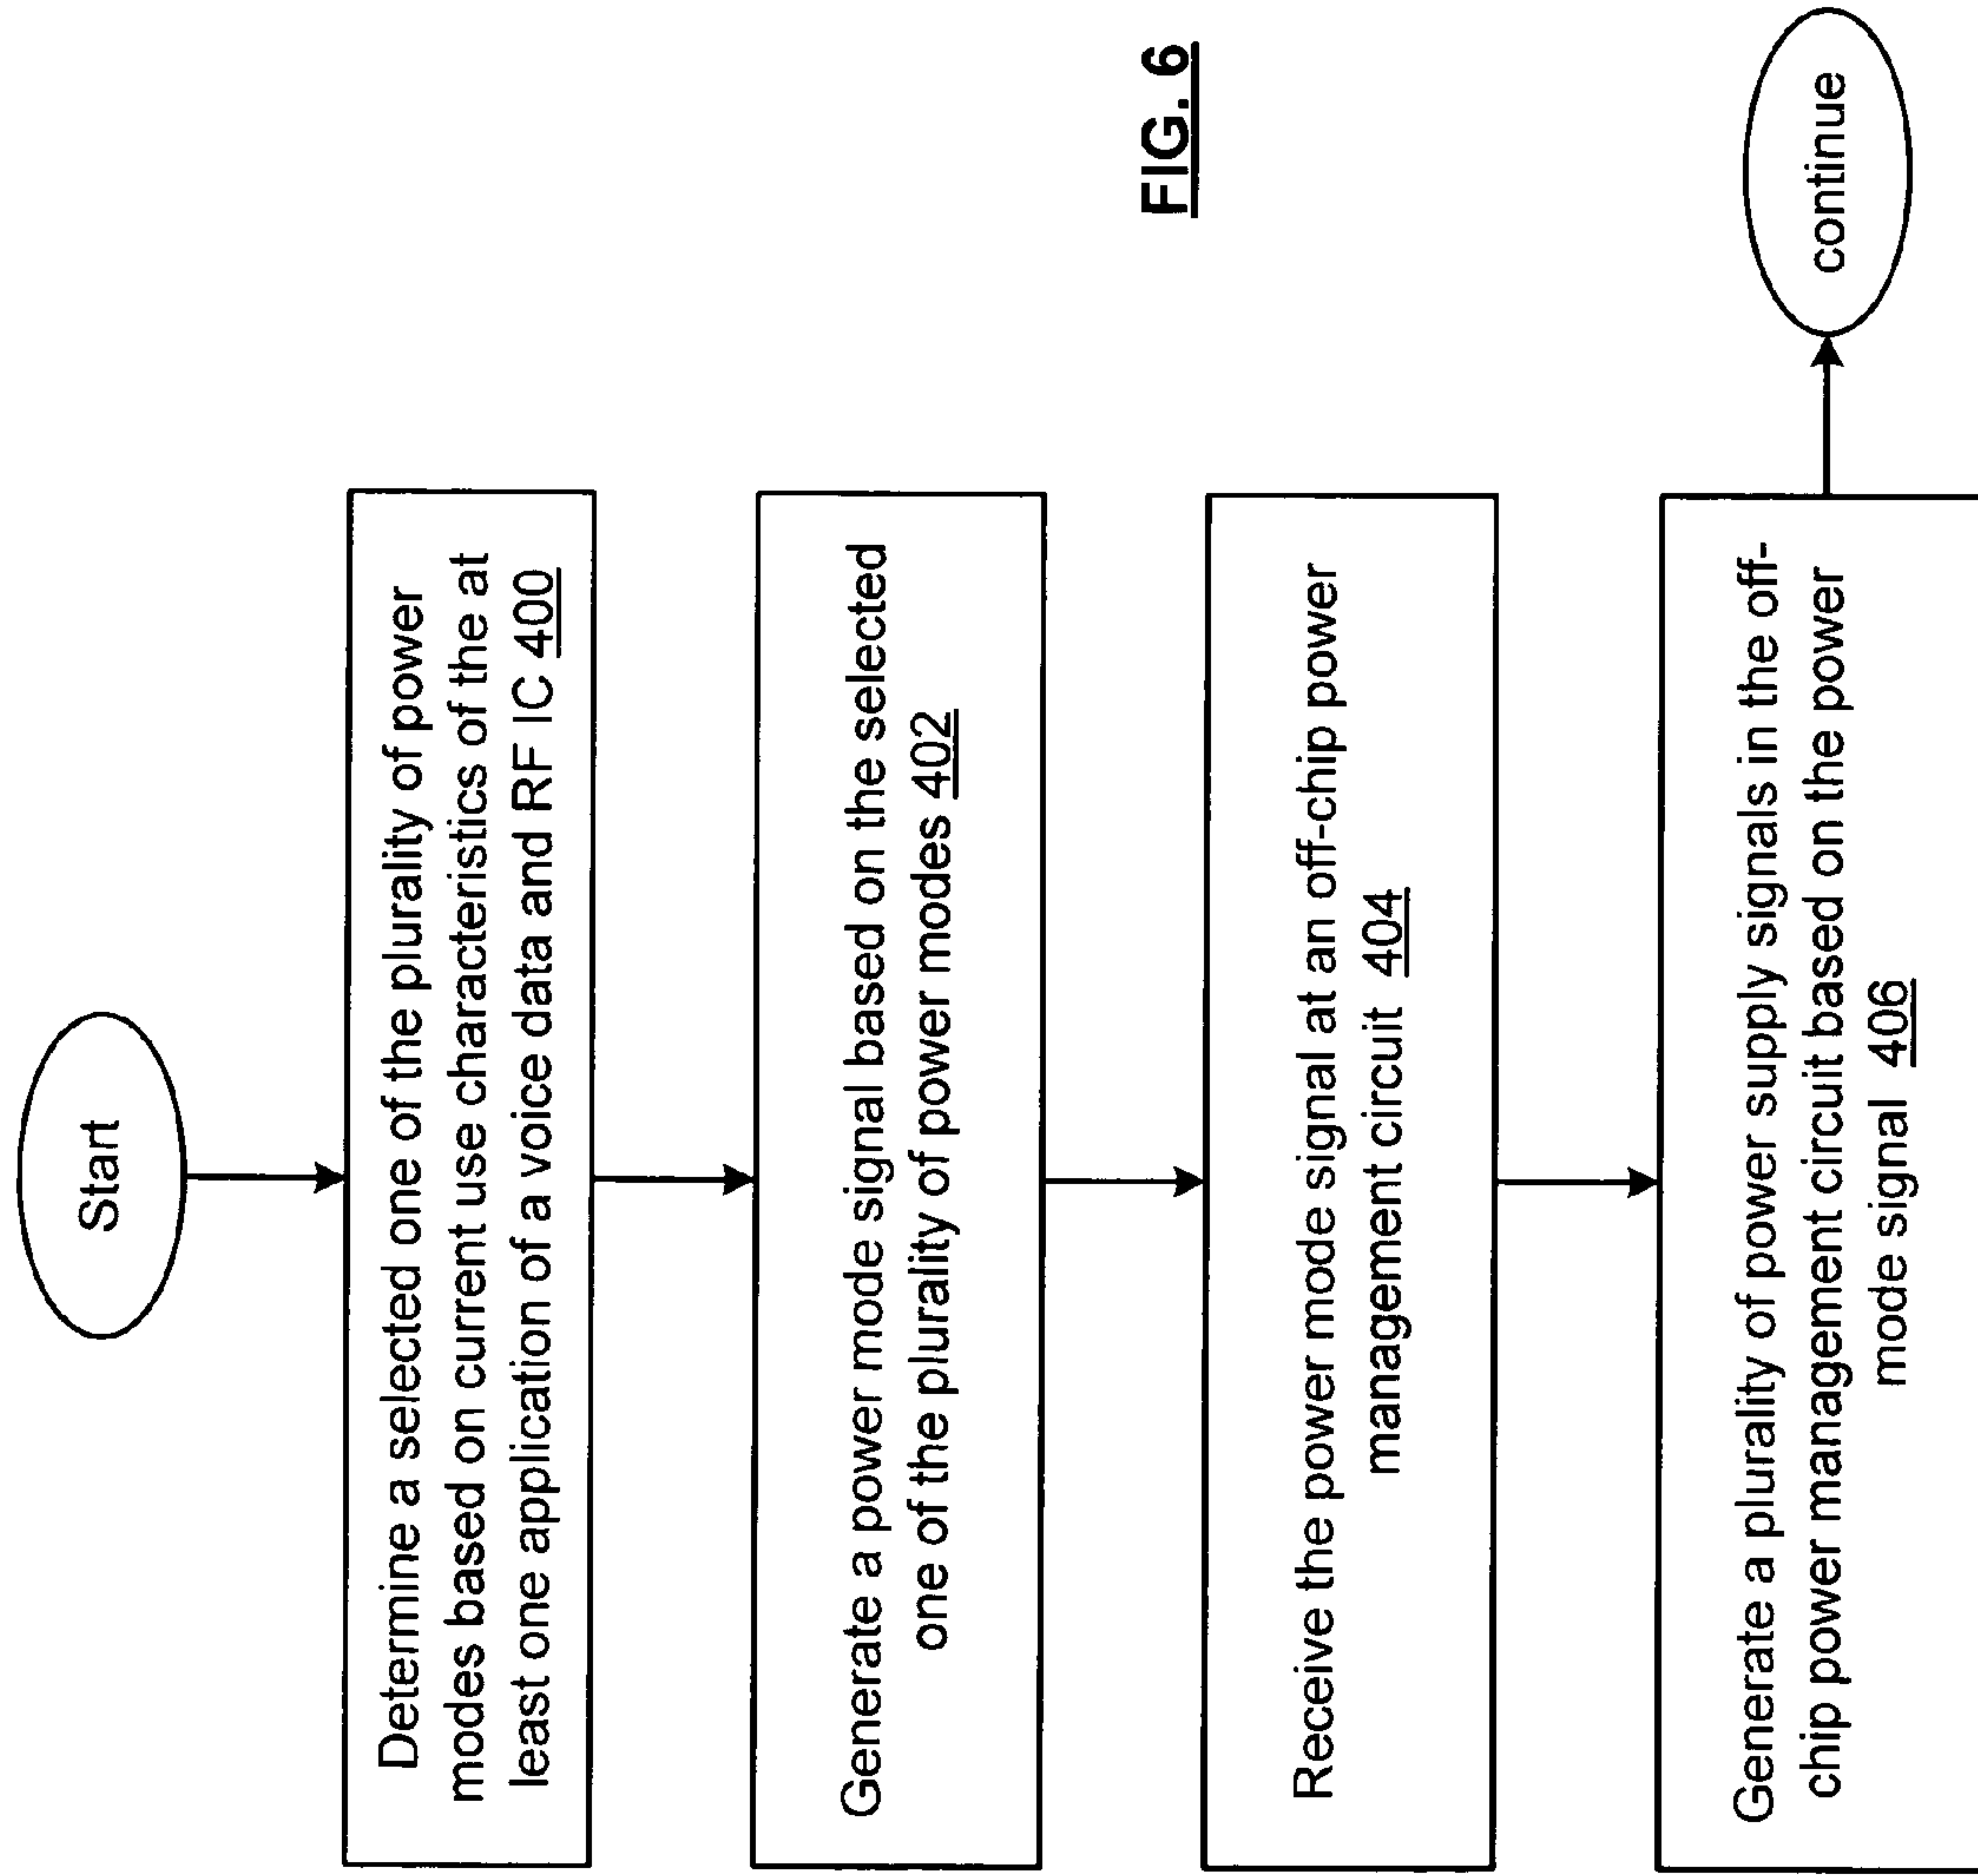 Start
Determine a selected one of the plurality of power
modes based on current use characteristics of the at
least one application of a voice data and RF IC 400
Generate a power mode signal based on the selected
one of the plurality of power modes 402
Receive the power mode signal at an off-chip power
management circuit 404
Generate a plurality of power supply signals in the off-
chip power management circuit based on the power
mode signal 406
continue
FIG. 6